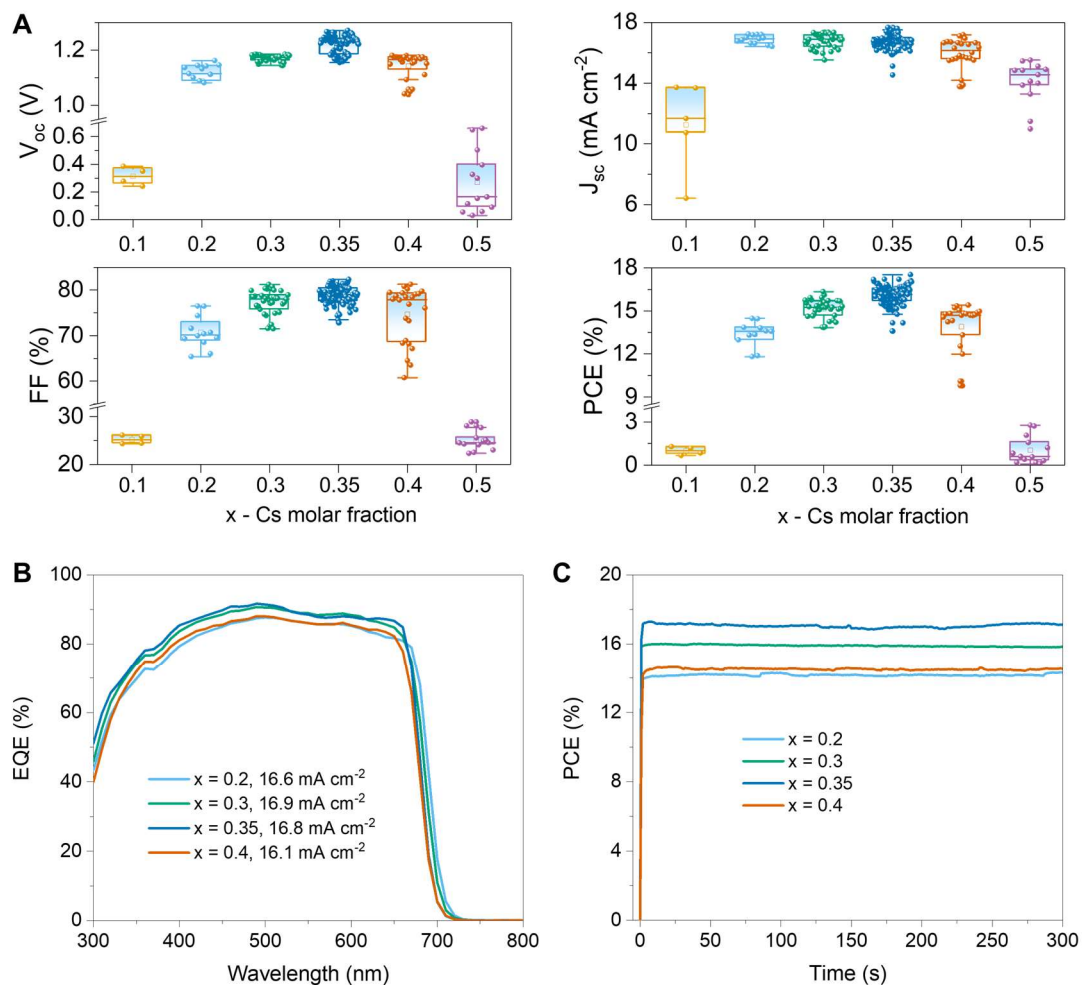 A
V_oc (V)
1.2
1.0
0.6
0.4
0.2
0.0
0.1 0.2 0.3 0.35 0.4 0.5
J_sc (mA cm⁻²)
18
14
10
6
0.1 0.2 0.3 0.35 0.4 0.5
FF (%)
80
70
60
25
20
0.1 0.2 0.3 0.35 0.4 0.5
x - Cs molar fraction
PCE (%)
18
15
12
9
3
0
0.1 0.2 0.3 0.35 0.4 0.5
x - Cs molar fraction
B
EQE (%)
100
80
60
40
20
0
x = 0.2, 16.6 mA cm⁻²
x = 0.3, 16.9 mA cm⁻²
x = 0.35, 16.8 mA cm⁻²
x = 0.4, 16.1 mA cm⁻²
300 400 500 600 700 800
Wavelength (nm)
C
PCE (%)
20
16
12
8
4
0
x = 0.2
x = 0.3
x = 0.35
x = 0.4
0 50 100 150 200 250 300
Time (s)